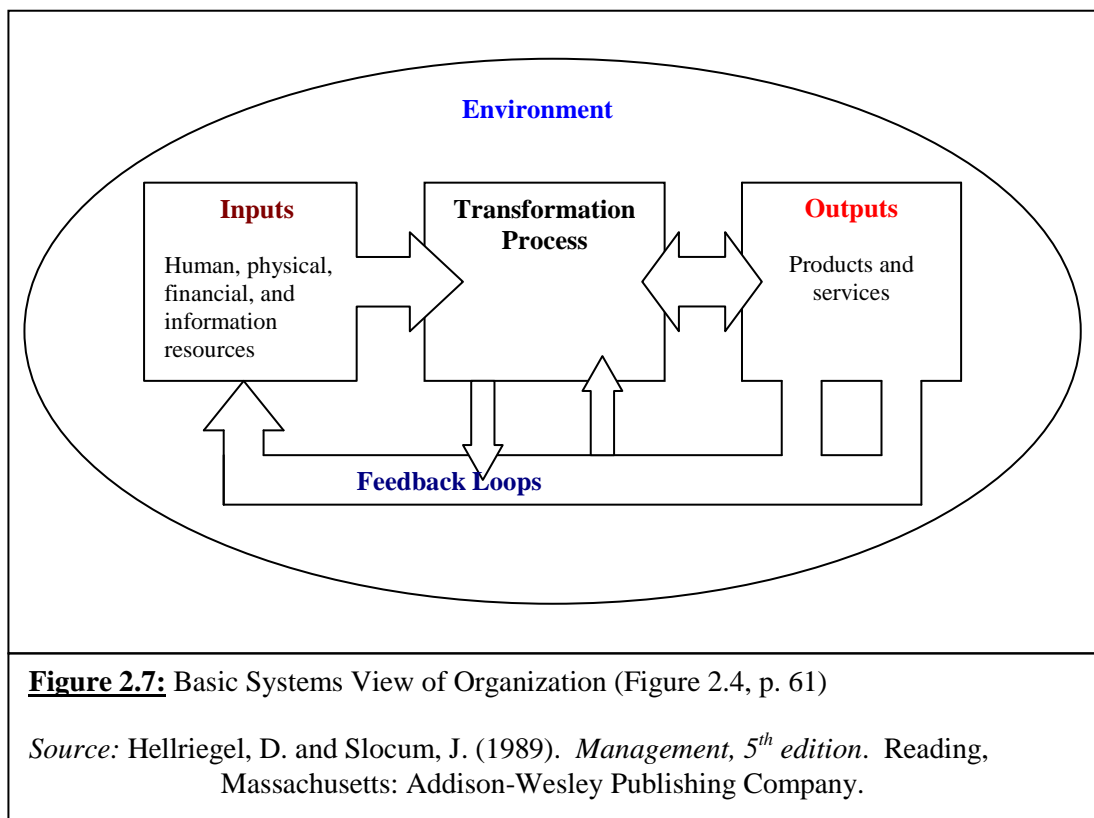 Environment
Inputs
Human, physical,
financial, and
information
resources
Transformation
Process
Outputs
Products and
services
Feedback Loops
Figure 2.7: Basic Systems View of Organization (Figure 2.4, p. 61)
Source: Hellriegel, D. and Slocum, J. (1989). Management, 5th edition. Reading,
Massachusetts: Addison-Wesley Publishing Company.